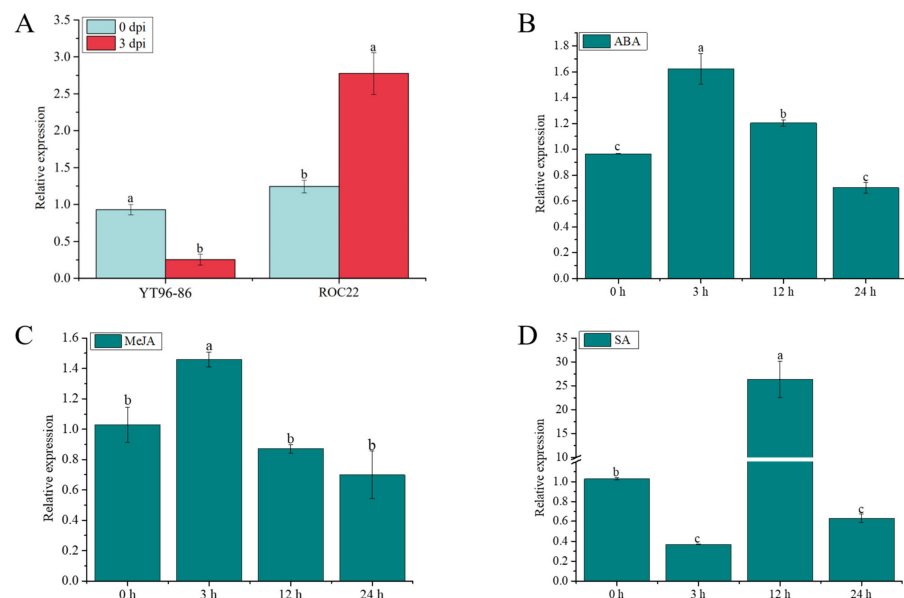 A
0 dpi
3 dpi
Relative expression
3.5
3.0
2.5
2.0
1.5
1.0
0.5
0.0
a
b
b
a
YT96-86
ROC22
B
ABA
Relative expression
1.8
1.6
1.4
1.2
1.0
0.8
0.6
0.4
0.2
0.0
c
a
b
c
0 h
3 h
12 h
24 h
C
MeJA
Relative expression
1.6
1.4
1.2
1.0
0.8
0.6
0.4
0.2
0.0
b
a
b
b
0 h
3 h
12 h
24 h
D
SA
Relative expression
35
30
25
20
15
10
1.0
0.8
0.6
0.4
0.2
0.0
b
c
a
c
0 h
3 h
12 h
24 h